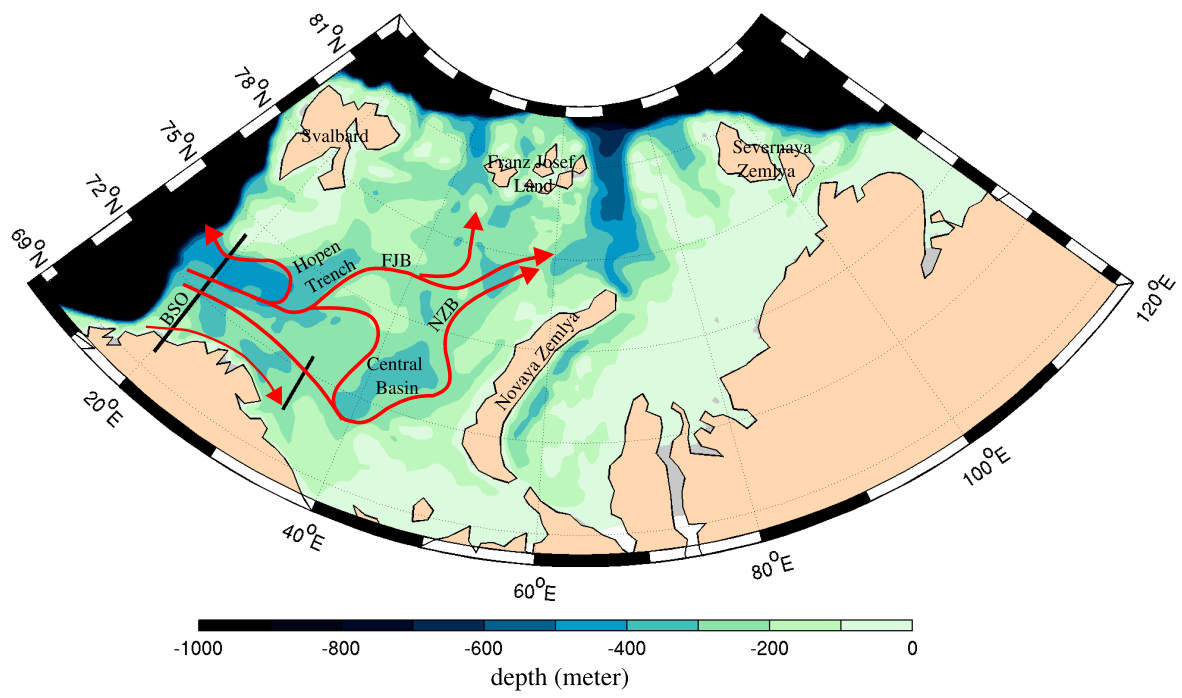 81°N
78°N
75°N
72°N
69°N
Svalbard
Franz Josef
Land
Severnaya
Zemlya
Hopen
Trench
FJB
BSO
NZB
Central
Basin
Novaya Zemlya
20°E
40°E
60°E
80°E
100°E
120°E
-1000 -800 -600 -400 -200 0
depth (meter)